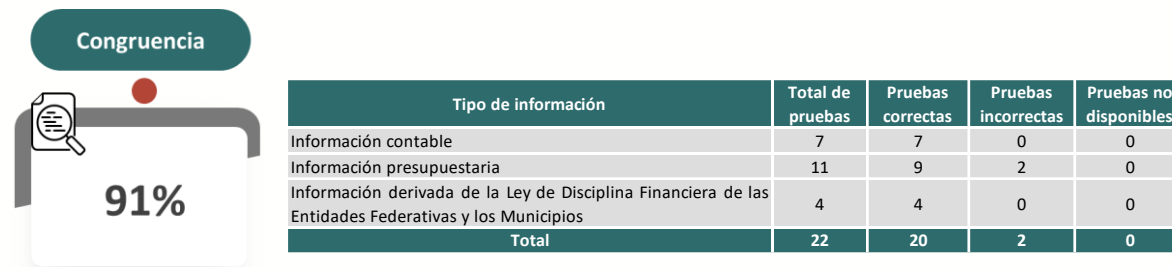 Congruencia
91%
Tipo de información Total de pruebas Pruebas correctas Pruebas incorrectas Pruebas no disponibles
Información contable 7 7 0 0
Información presupuestaria 11 9 2 0
Información derivada de la Ley de Disciplina Financiera de las
Entidades Federativas y los Municipios 4 4 0 0
Total 22 20 2 0